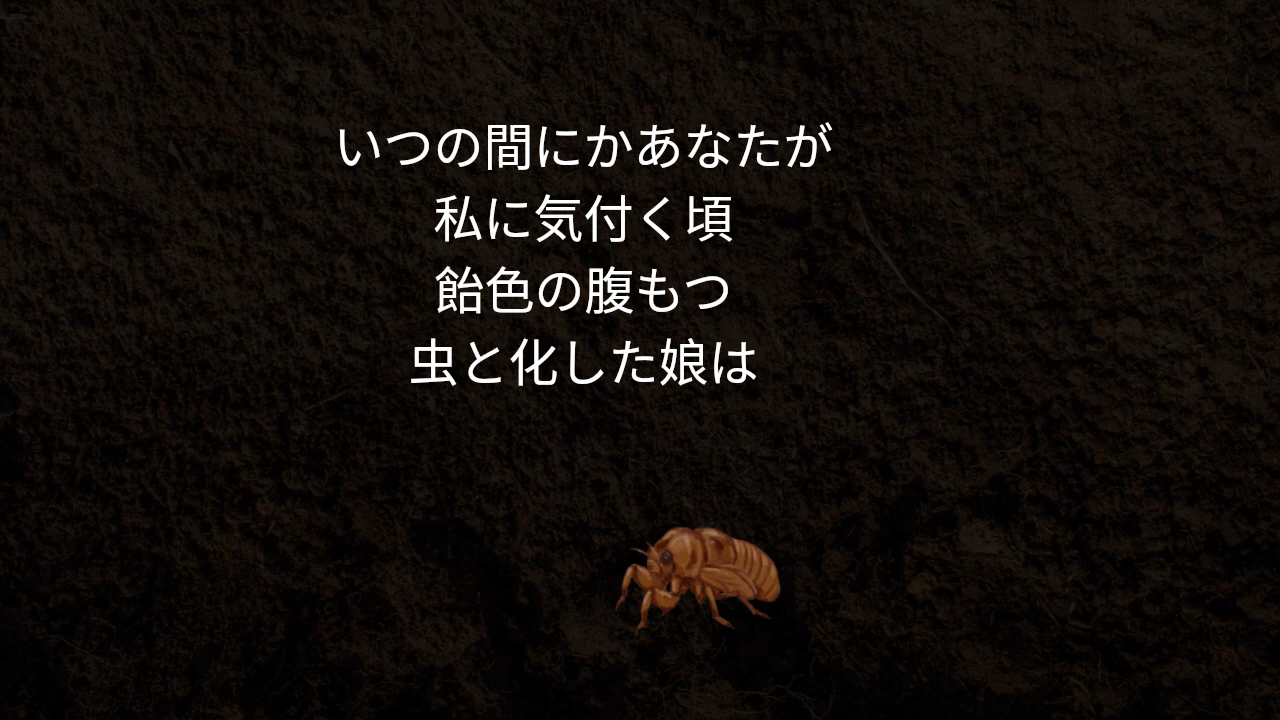 いつの間にかあなたが
私に気付く頃
飴色の腹もつ
虫と化した娘は